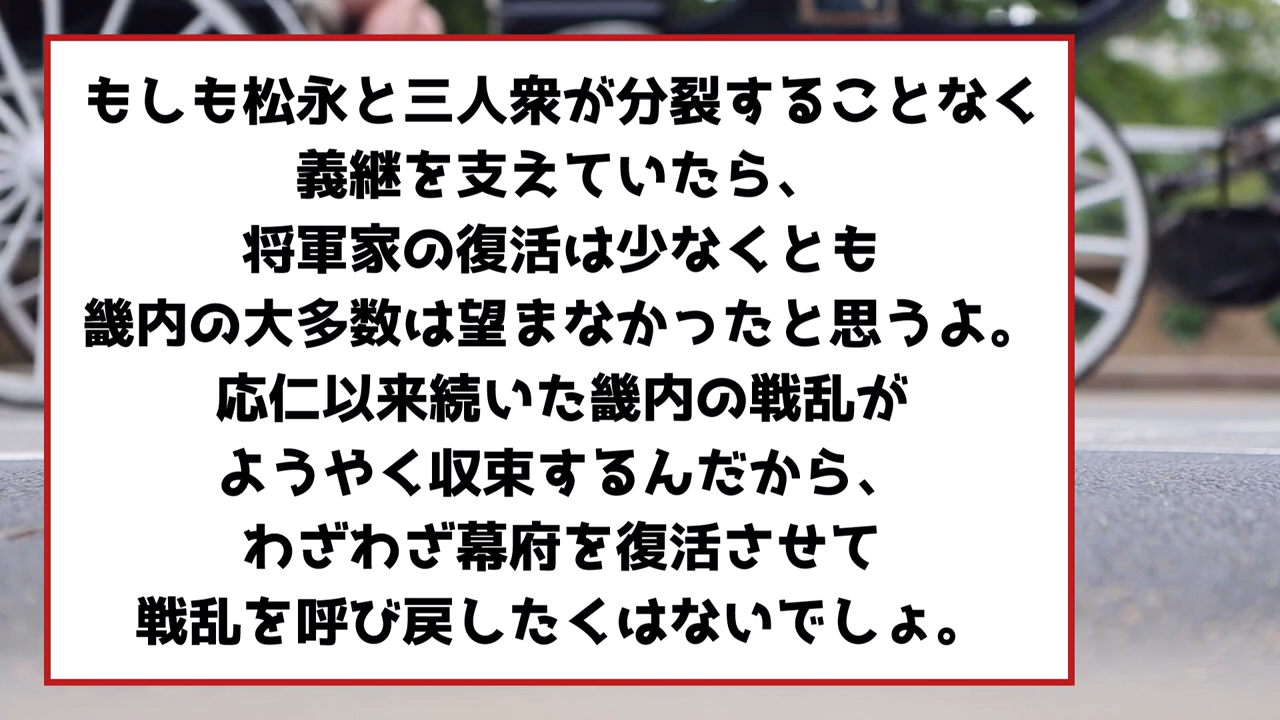 もしも松永と三人衆が分裂することなく
義継を支えていたら、
将軍家の復活は少なくとも
畿内の大多数は望まなかったと思うよ。
応仁以来続いた畿内の戦乱が
ようやく収束するんだから、
わざわざ幕府を復活させて
戦乱を呼び戻したくはないでしょ。